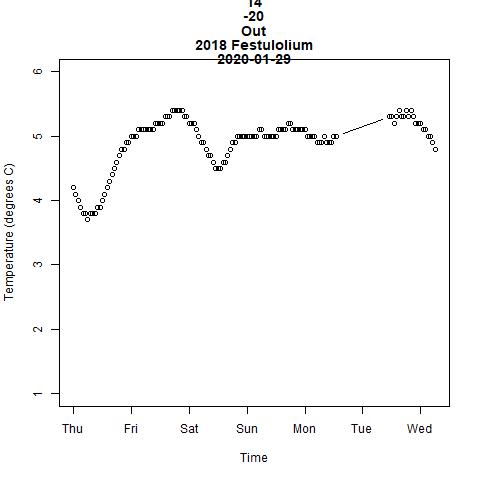 14
-20
Out
2018 Festulolium
2020-01-29
Temperature (degrees C)
6
5
4
3
2
1
Thu Fri Sat Sun Mon Tue Wed
Time